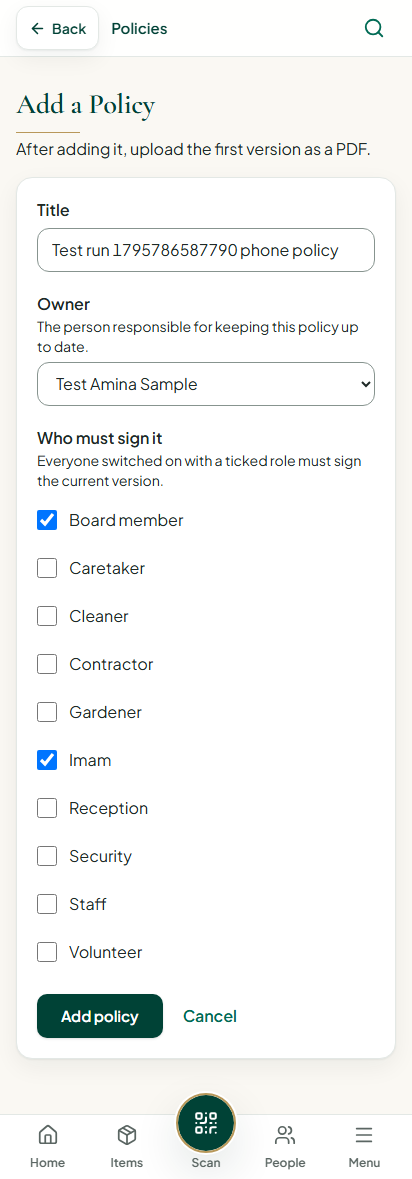 Back
Policies
Add a Policy
After adding it, upload the first version as a PDF.
Title
Test run 1795786587790 phone policy
Owner
The person responsible for keeping this policy up
to date.
Test Amina Sample
Who must sign it
Everyone switched on with a ticked role must sign
the current version.
Board member
Caretaker
Cleaner
Contractor
Gardener
Imam
Reception
Security
Staff
Volunteer
Add policy
Cancel
Home
Items
Scan
People
Menu